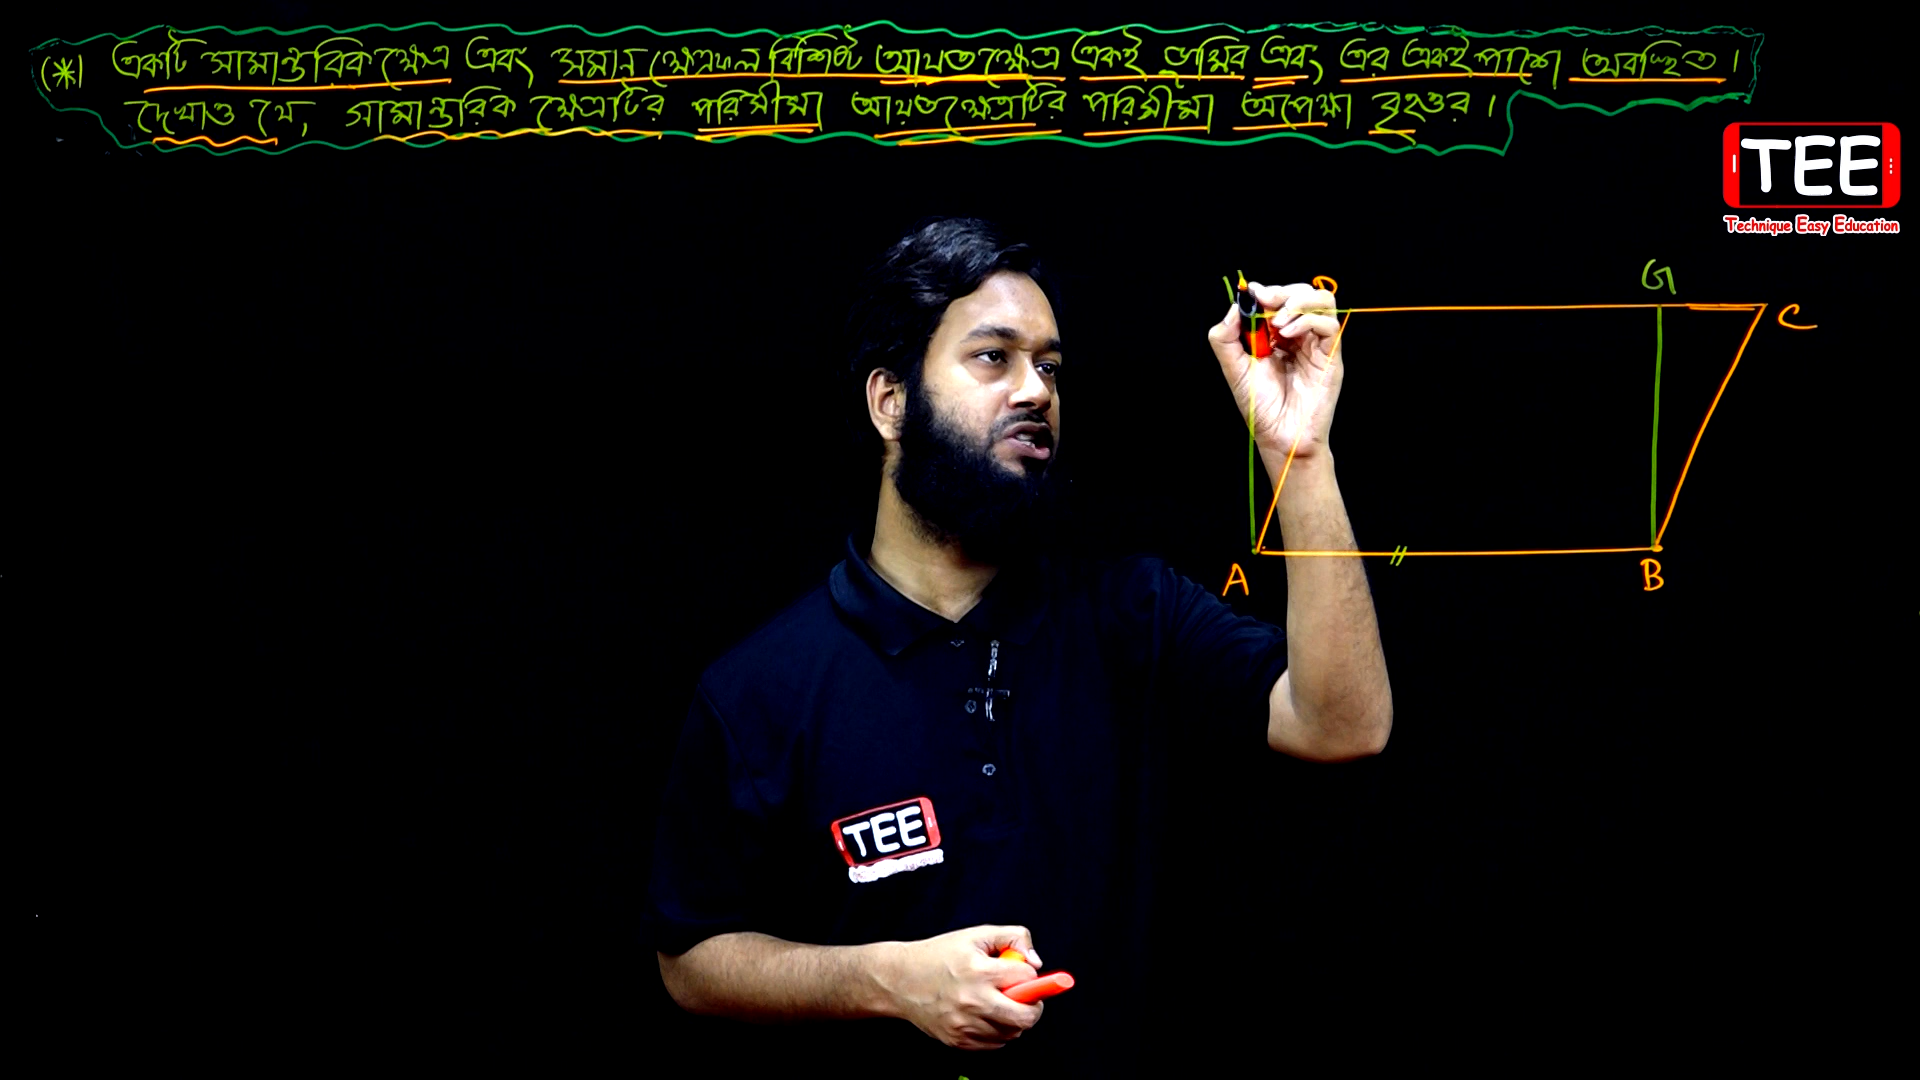 (*) একটি সামান্তরিক ক্ষেত্র এবং সমান ক্ষেত্রফল বিশিষ্ট আয়তক্ষেত্র একই ভূমির এবং এর একই পাশে অবস্থিত।
দেখাও যে, সামান্তরিক ক্ষেত্রটির পরিসীমা আয়তক্ষেত্রটির পরিসীমা অপেক্ষা বৃহত্তর।
TEE
Technique Easy Education
G
C
A
B
TEE